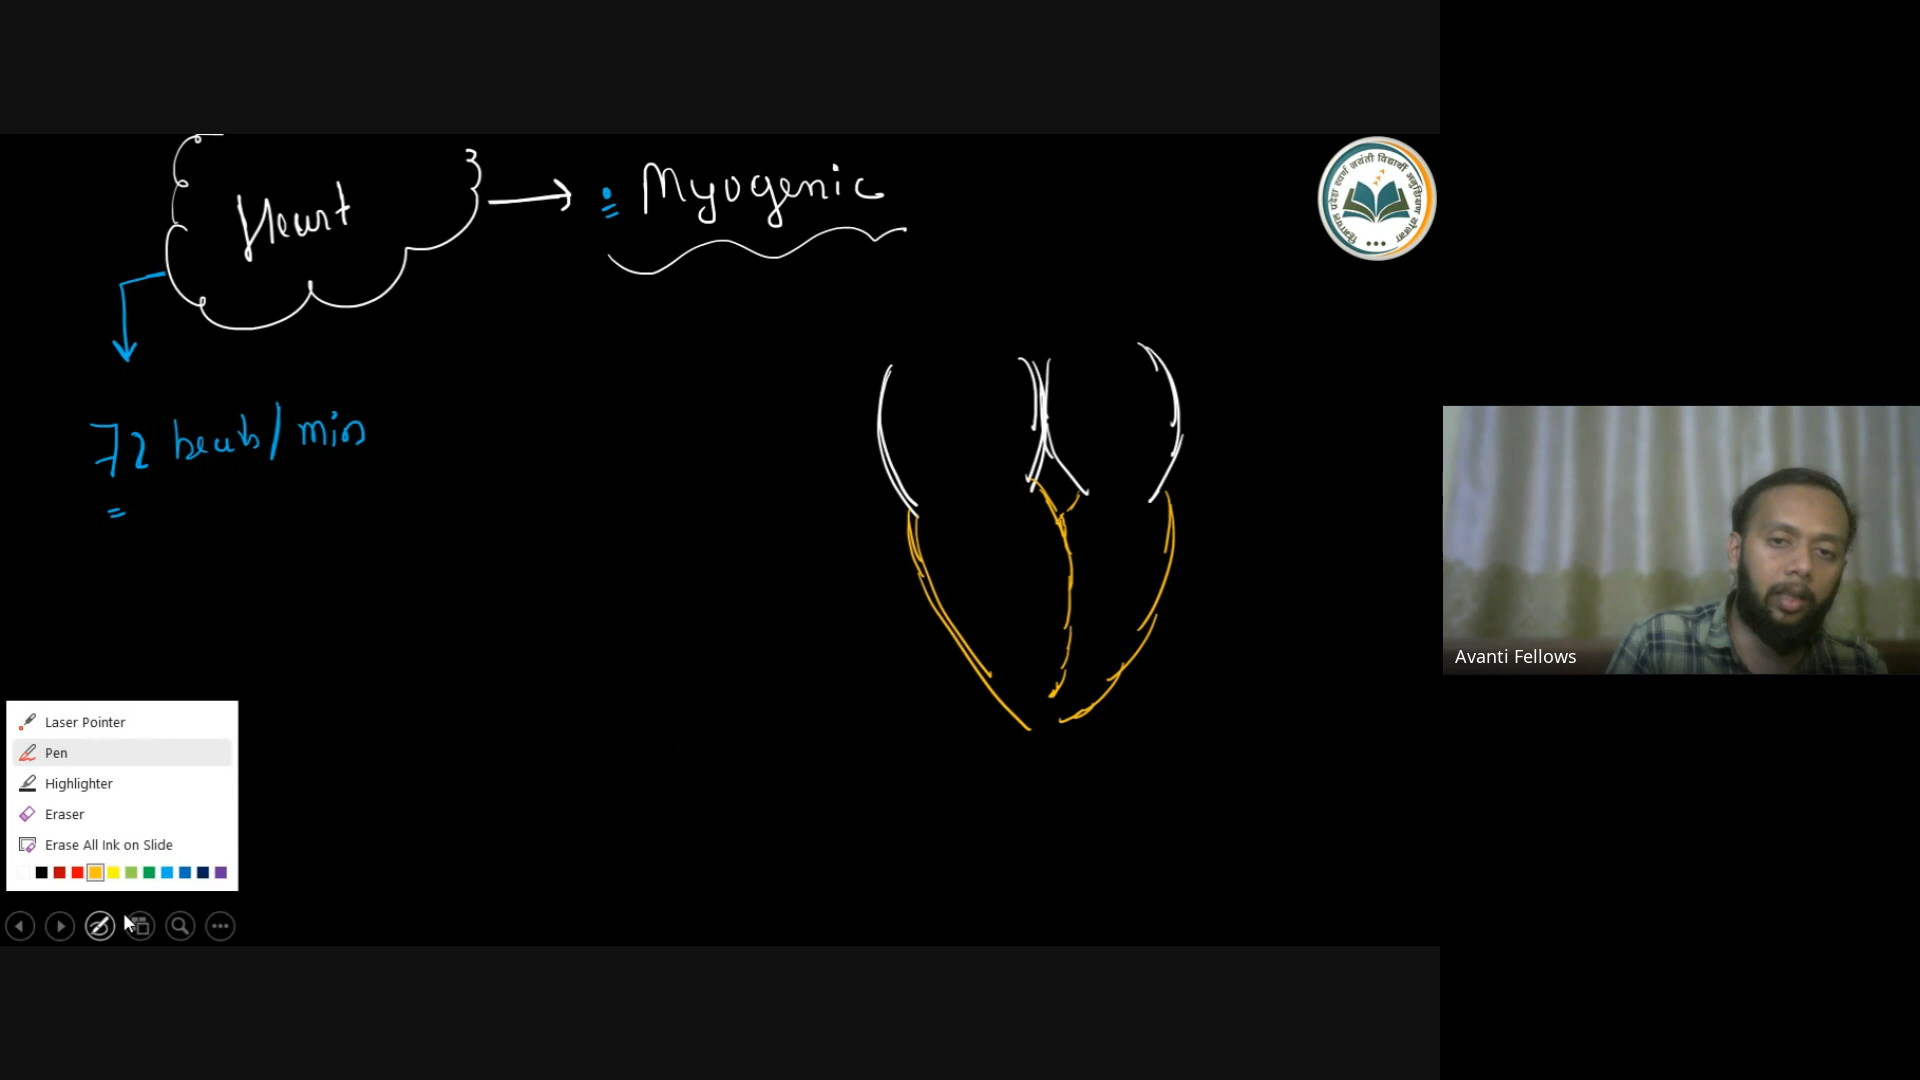 Heart
Myogenic
72 beats/min
Laser Pointer
Pen
Highlighter
Eraser
Erase All Ink on Slide
Avanti Fellows